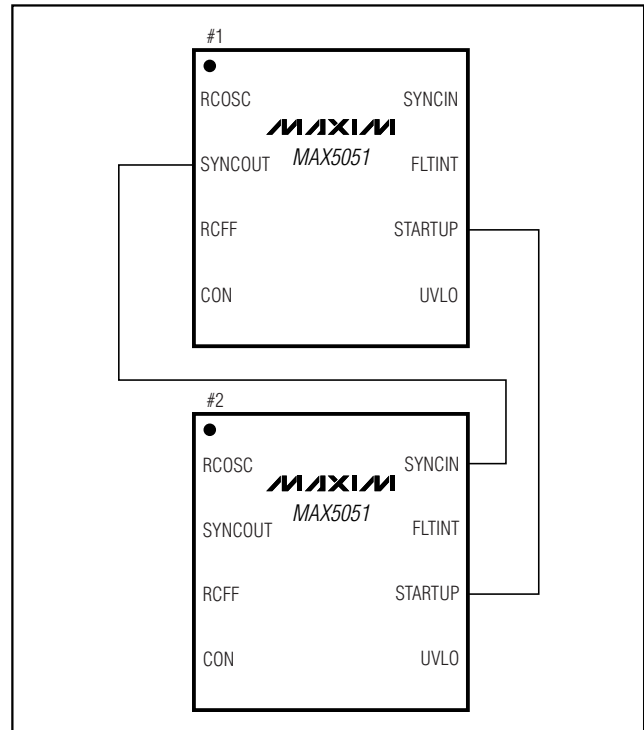 #1
RCOSC SYNCIN
MAXIM
SYNCOUT MAX5051 FLTINT
RCFF STARTUP
CON UVLO
#2
RCOSC SYNCIN
MAXIM
MAX5051
SYNCOUT FLTINT
RCFF STARTUP
CON UVLO